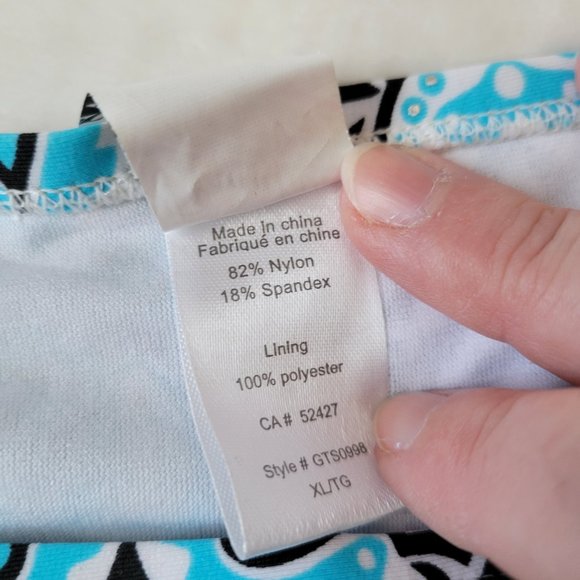 Made in china
Fabriqué en chine
82% Nylon
18% Spandex
Lining
100% polyester
CA# 52427
Style # GTS0998
XL/TG